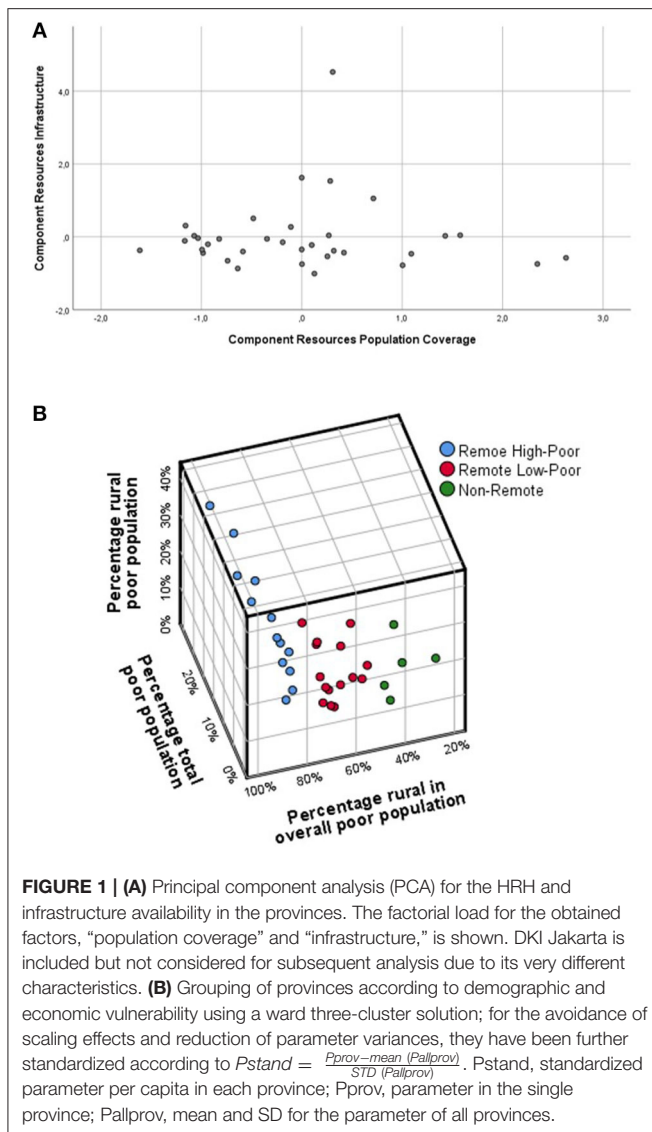 A
Component Resources Infrastructure
4,0
2,0
,0
-2,0
-2,0 -1,0 ,0 1,0 2,0 3,0
Component Resources Population Coverage
B
Remoe High-Poor
Remote Low-Poor
Non-Remote
Percentage rural
poor population
40%
30%
20%
10%
0%
Percentage total
poor population
20%
10%
0%
100% 80% 60% 40% 20%
Percentage rural in
overall poor population
FIGURE 1 | (A) Principal component analysis (PCA) for the HRH and
infrastructure availability in the provinces. The factorial load for the obtained
factors, “population coverage” and “infrastructure,” is shown. DKI Jakarta is
included but not considered for subsequent analysis due to its very different
characteristics. (B) Grouping of provinces according to demographic and
economic vulnerability using a ward three-cluster solution; for the avoidance of
scaling effects and reduction of parameter variances, they have been further
standardized according to Pstand = Pprov−mean (Pallprov) / STD (Pallprov). Pstand, standardized
parameter per capita in each province; Pprov, parameter in the single
province; Pallprov, mean and SD for the parameter of all provinces.